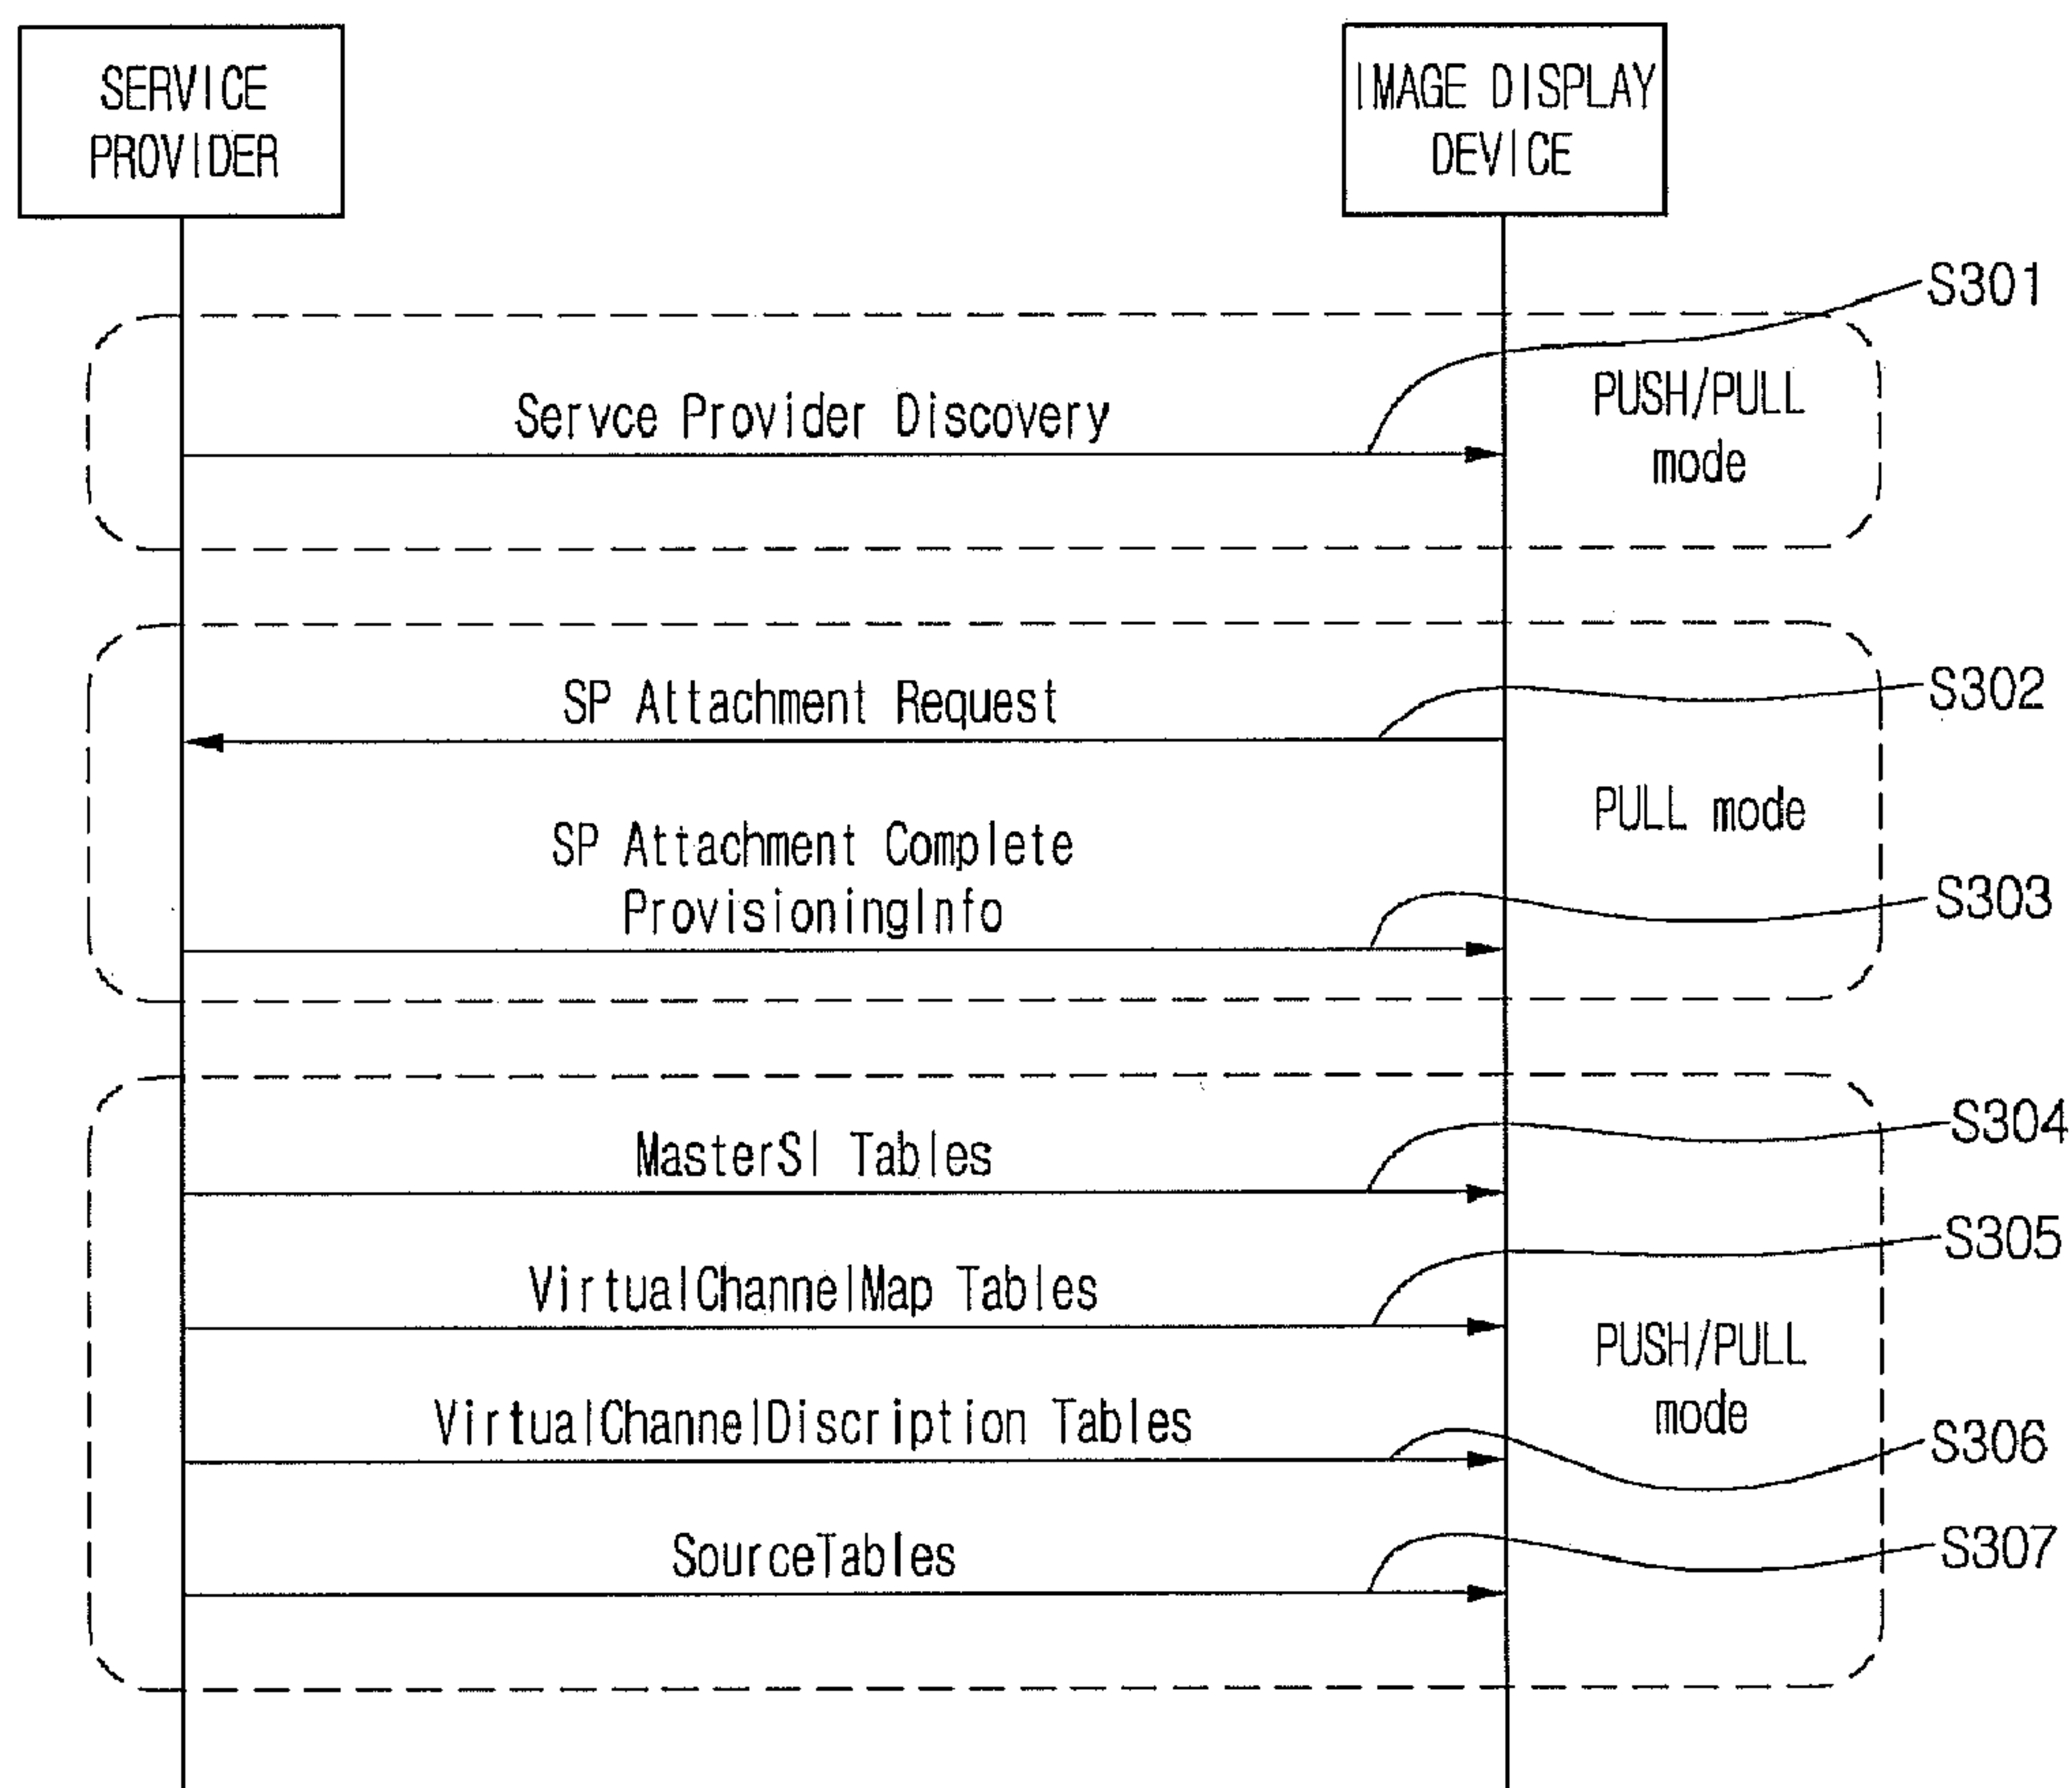 SERVICE
PROVIDER
IMAGE DISPLAY
DEVICE
S301
Servce Provider Discovery
PUSH/PULL
mode
SP Attachment Request
S302
PULL mode
SP Attachment Complete
ProvisioningInfo
S303
MasterSI Tables
S304
VirtualChannelMap Tables
S305
PUSH/PULL
mode
VirtualChannelDiscription Tables
S306
SourceTables
S307